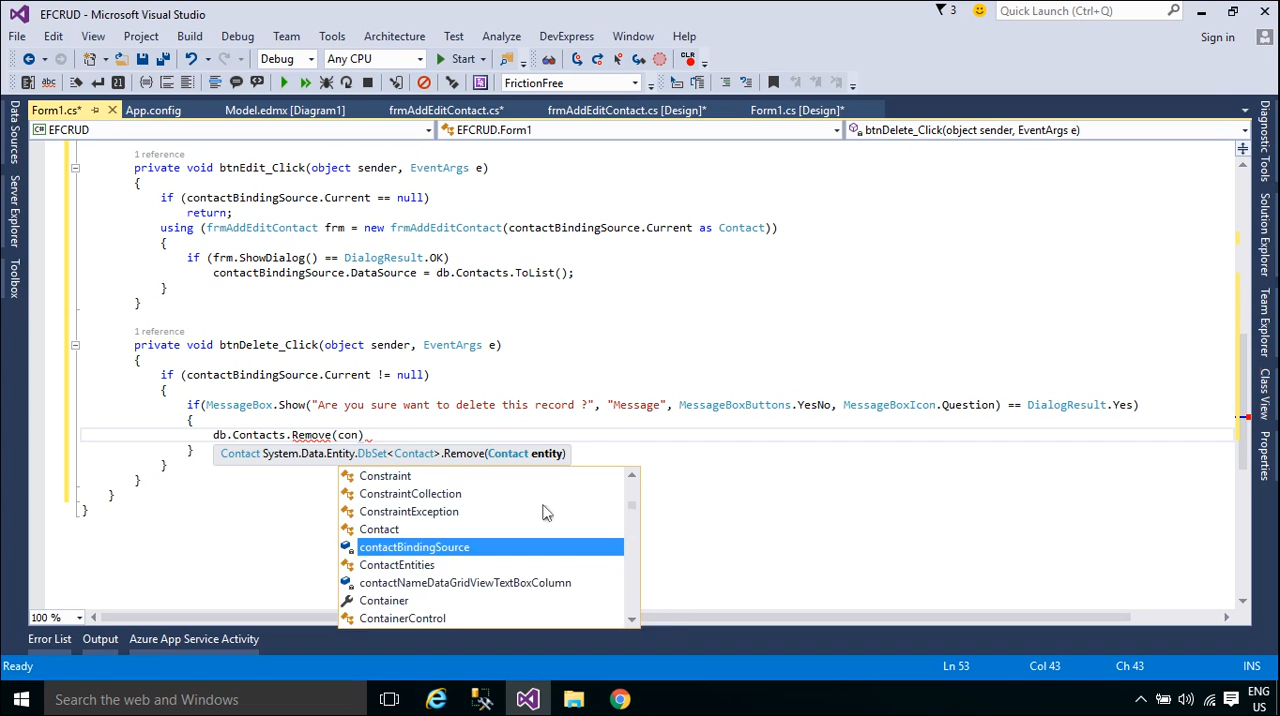 EFCRUD - Microsoft Visual Studio
3
Quick Launch (Ctrl+Q)
File Edit View Project Build Debug Team Tools Architecture Test Analyze DevExpress Window Help
Sign in
Debug Any CPU Start
CLR
abc 21 FrictionFree
Form1.cs* App.config Model.edmx [Diagram1] frmAddEditContact.cs* frmAddEditContact.cs [Design]* Form1.cs [Design]*
C# EFCRUD EFCRUD.Form1 btnDelete_Click(object sender, EventArgs e)
Data Sources
Server Explorer
Toolbox
1 reference
private void btnEdit_Click(object sender, EventArgs e)
{
if (contactBindingSource.Current == null)
return;
using (frmAddEditContact frm = new frmAddEditContact(contactBindingSource.Current as Contact))
{
if (frm.ShowDialog() == DialogResult.OK)
contactBindingSource.DataSource = db.Contacts.ToList();
}
}
1 reference
private void btnDelete_Click(object sender, EventArgs e)
{
if (contactBindingSource.Current != null)
{
if(MessageBox.Show("Are you sure want to delete this record ?", "Message", MessageBoxButtons.YesNo, MessageBoxIcon.Question) == DialogResult.Yes)
{
db.Contacts.Remove(con)
}
Contact System.Data.Entity.DbSet<Contact>.Remove(Contact entity)
}
}
}
}
Constraint
ConstraintCollection
ConstraintException
Contact
contactBindingSource
ContactEntities
contactNameDataGridViewTextBoxColumn
Container
ContainerControl
Diagnostic Tools
Solution Explorer
Team Explorer
Class View
Properties
100 %
Error List Output Azure App Service Activity
Ready Ln 53 Col 43 Ch 43 INS
Search the web and Windows
ENG
US